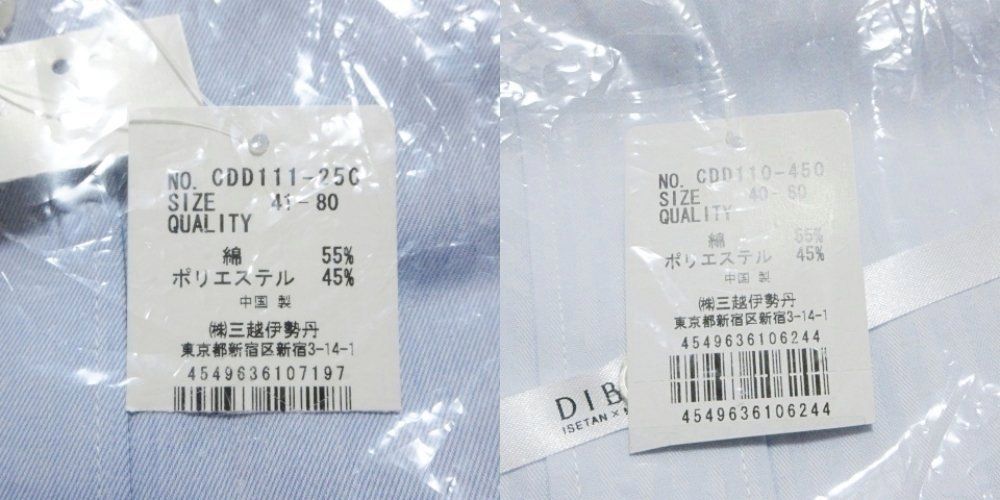 NO. CDD111-250
SIZE 41-80
QUALITY
綿 55%
ポリエステル 45%
中国 製
㈱三越伊勢丹
東京都新宿区新宿3-14-1
4549636107197
NO. CDD110-450
SIZE 40-80
QUALITY
綿 55%
ポリエステル 45%
中国 製
㈱三越伊勢丹
東京都新宿区新宿3-14-1
4549636106244
4549636106244
DIB
ISETAN ×